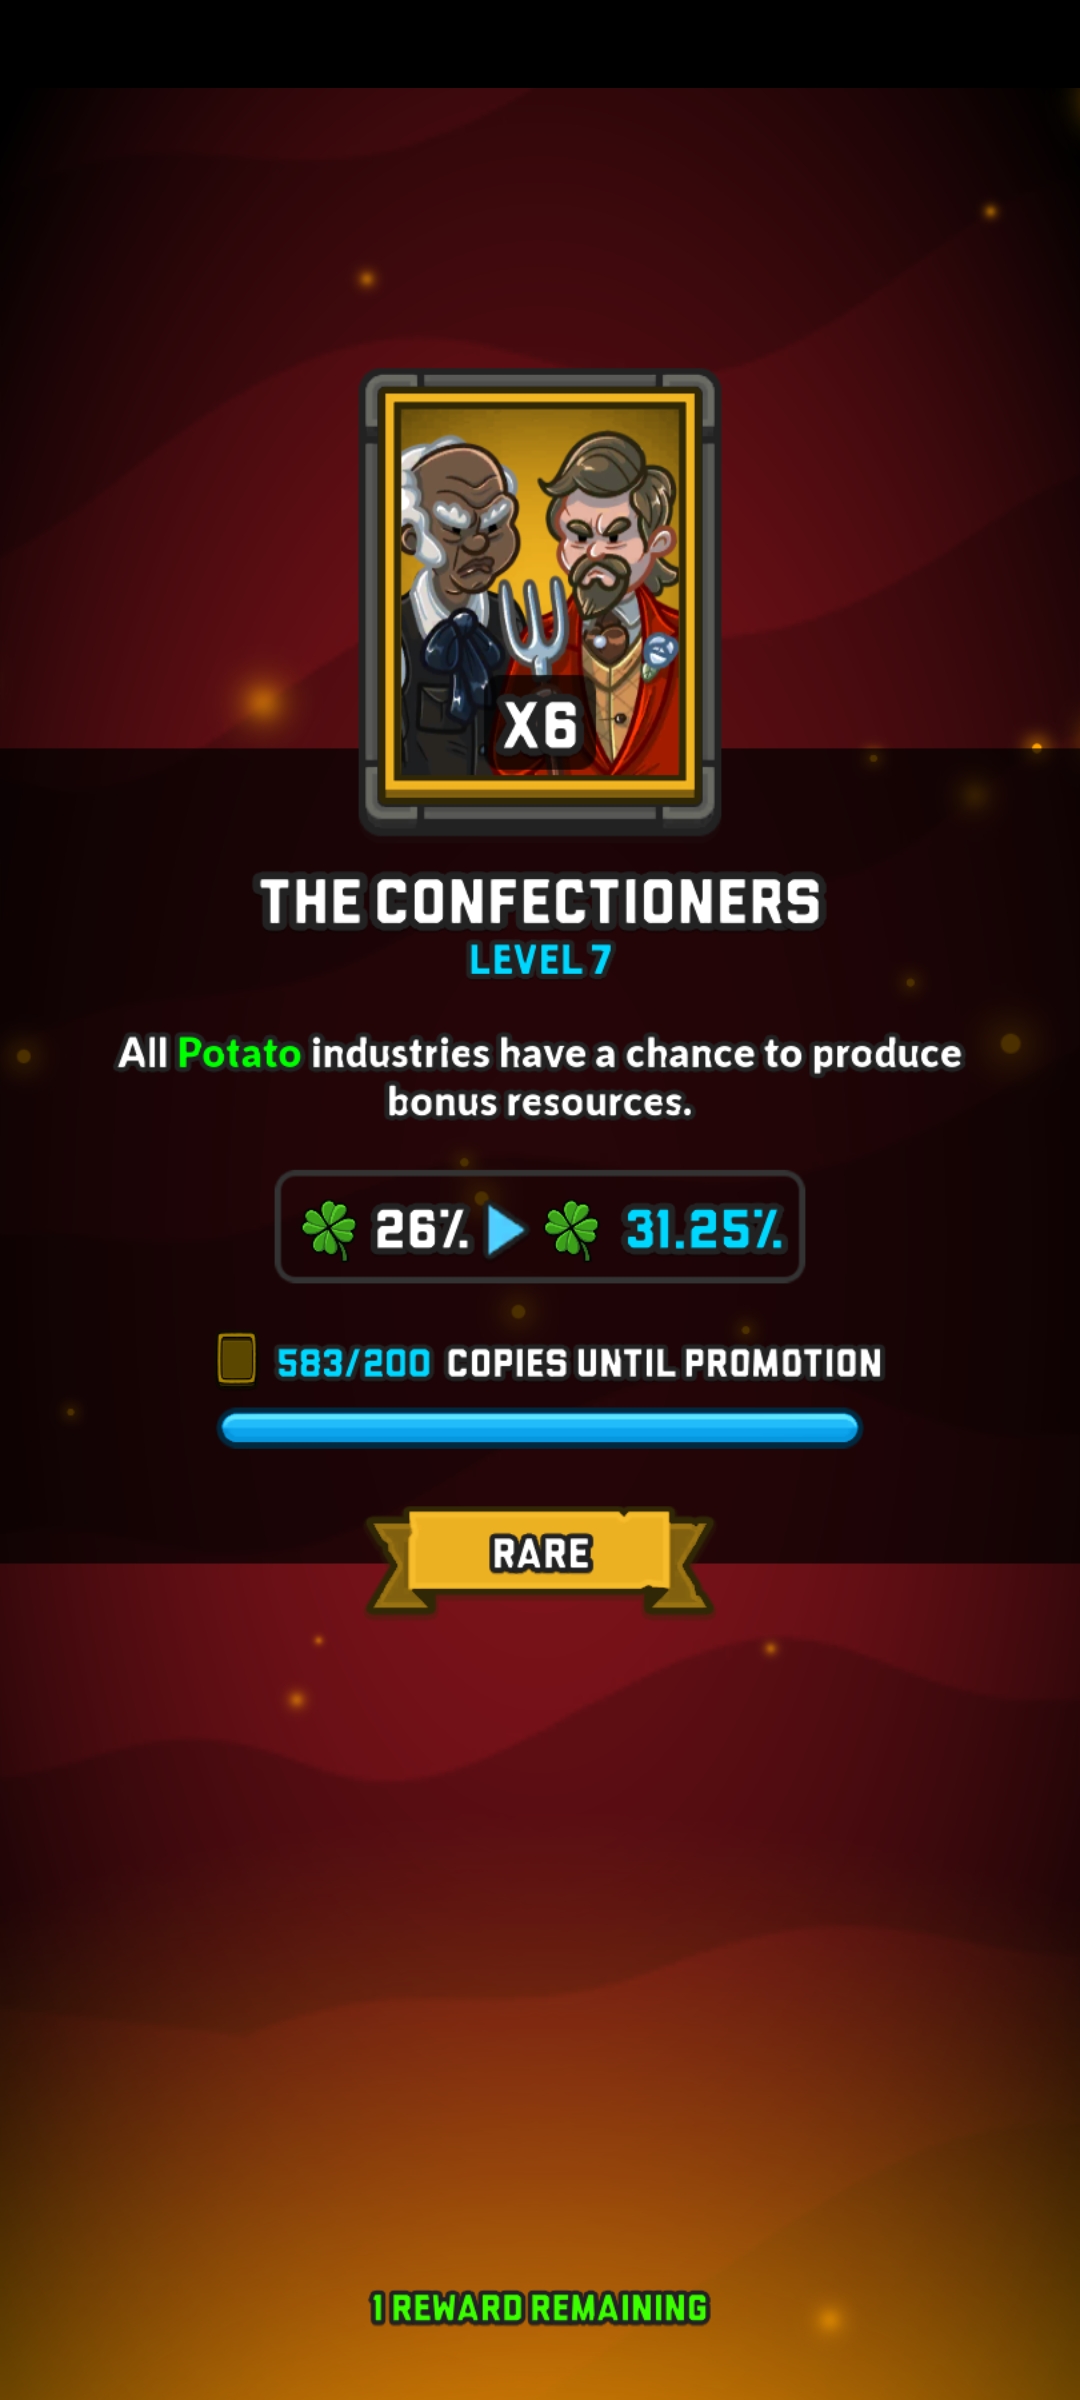 X6
THE CONFECTIONERS
LEVEL 7
All Potato industries have a chance to produce
bonus resources.
26% 31.25%
583/200 COPIES UNTIL PROMOTION
RARE
1 REWARD REMAINING